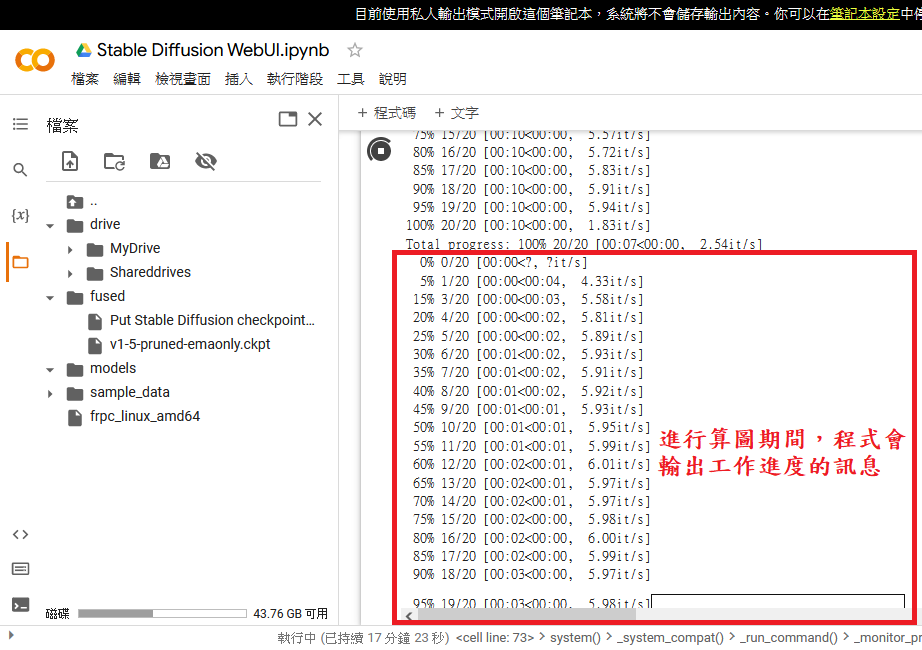 目前使用私人輸出模式開啟這個筆記本，系統將不會儲存輸出內容。你可以在筆記本設定中停
Stable Diffusion WebUI.ipynb
檔案 編輯 檢視畫面 插入 執行階段 工具 說明
檔案
+ 程式碼 + 文字
..
drive
MyDrive
Shareddrives
fused
Put Stable Diffusion checkpoint...
v1-5-pruned-emaonly.ckpt
models
sample_data
frpc_linux_amd64
{x}
磁碟 43.76 GB 可用
75% 15/20 [00:10<00:00, 5.57it/s]
80% 16/20 [00:10<00:00, 5.72it/s]
85% 17/20 [00:10<00:00, 5.83it/s]
90% 18/20 [00:10<00:00, 5.91it/s]
95% 19/20 [00:10<00:00, 5.94it/s]
100% 20/20 [00:10<00:00, 1.83it/s]
Total progress: 100% 20/20 [00:07<00:00, 2.54it/s]
0% 0/20 [00:00<?, ?it/s]
5% 1/20 [00:00<00:04, 4.33it/s]
15% 3/20 [00:00<00:03, 5.58it/s]
20% 4/20 [00:00<00:02, 5.81it/s]
25% 5/20 [00:00<00:02, 5.89it/s]
30% 6/20 [00:01<00:02, 5.93it/s]
35% 7/20 [00:01<00:02, 5.91it/s]
40% 8/20 [00:01<00:02, 5.92it/s]
45% 9/20 [00:01<00:01, 5.93it/s]
50% 10/20 [00:01<00:01, 5.95it/s]
55% 11/20 [00:01<00:01, 5.99it/s]
60% 12/20 [00:02<00:01, 6.01it/s]
65% 13/20 [00:02<00:01, 5.97it/s]
70% 14/20 [00:02<00:01, 5.97it/s]
75% 15/20 [00:02<00:00, 5.98it/s]
80% 16/20 [00:02<00:00, 6.00it/s]
85% 17/20 [00:02<00:00, 5.99it/s]
90% 18/20 [00:03<00:00, 5.97it/s]
95% 19/20 [00:03<00:00, 5.98it/s]
進行算圖期間，程式會
輸出工作進度的訊息
執行中 (已持續 17 分鐘 23 秒) <cell line: 73> > system() > _system_compat() > _run_command() > _monitor_pr